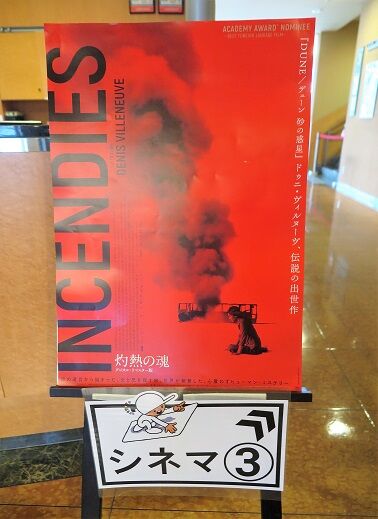 ACADEMY AWARD NOMINEE
BEST FOREIGN LANGUAGE FILM
『DUNE/デューン 砂の惑星』ドゥニ・ヴィルヌーヴ、伝説の出世作
INCENDIES
DENIS VILLENEUVE
灼熱の魂
デジタル・リマスター版
シネマ③